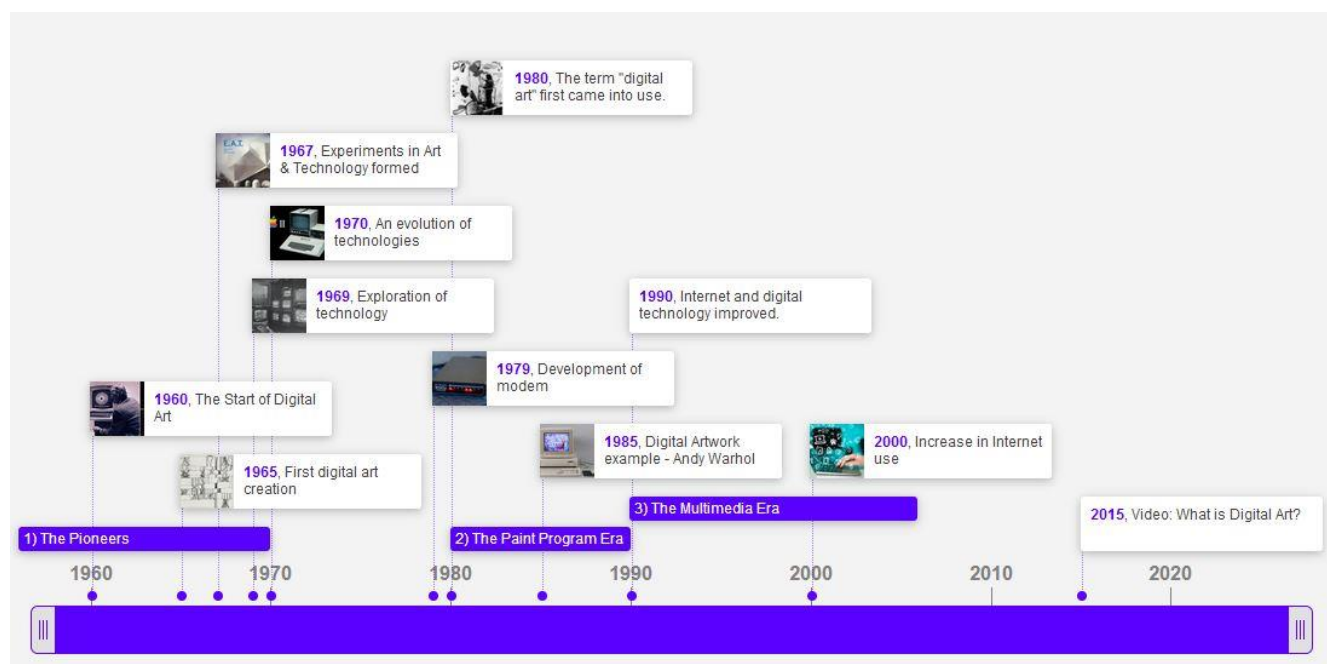 1980, The term "digital
art" first came into use.
E.A.T.
1967, Experiments in Art
& Technology formed
1970, An evolution of
technologies
1969, Exploration of
technology
1990, Internet and digital
technology improved.
1979, Development of
modem
1960, The Start of Digital
Art
1985, Digital Artwork
example - Andy Warhol
2000, Increase in Internet
use
1965, First digital art
creation
3) The Multimedia Era
2015, Video: What is Digital Art?
1) The Pioneers
2) The Paint Program Era
1960 1970 1980 1990 2000 2010 2020